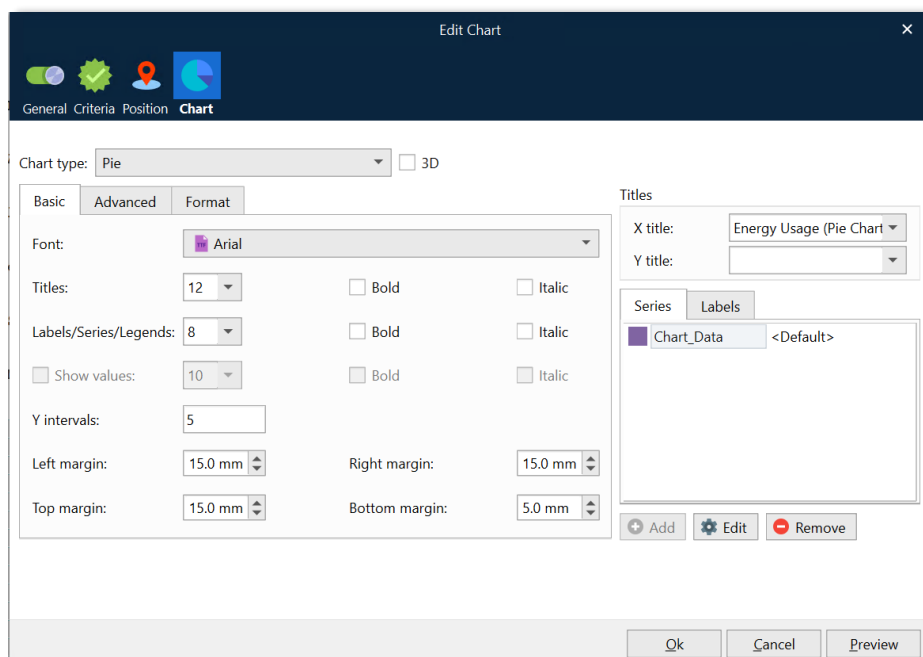 Edit Chart
General Criteria Position Chart
Chart type: Pie 3D
Basic Advanced Format
Font: Arial
Titles: 12 Bold Italic
Labels/Series/Legends: 8 Bold Italic
Show values: 10 Bold Italic
Y intervals: 5
Left margin: 15.0 mm Right margin: 15.0 mm
Top margin: 15.0 mm Bottom margin: 5.0 mm
Titles
X title: Energy Usage (Pie Chart
Y title:
Series Labels
Chart_Data <Default>
Add Edit Remove
Ok Cancel Preview